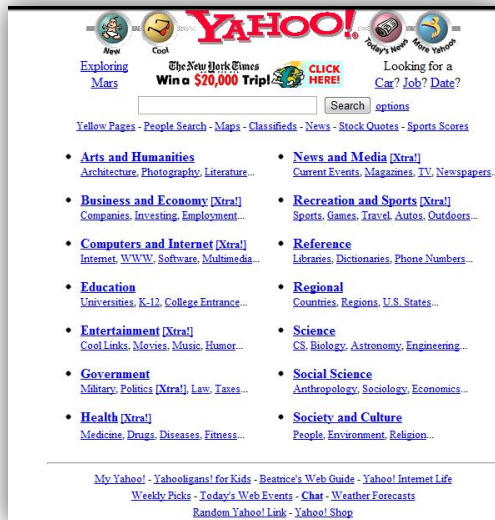 New
Cool
YAHOO!
Today's News
More Yahoos
Exploring
Mars
The New York Times
Win a $20,000 Trip!
CLICK
HERE!
Looking for a
Car? Job? Date?
Search options
Yellow Pages - People Search - Maps - Classifieds - News - Stock Quotes - Sports Scores
Arts and Humanities
Architecture, Photography, Literature...
Business and Economy [Xtra!]
Companies, Investing, Employment...
Computers and Internet [Xtra!]
Internet, WWW, Software, Multimedia...
Education
Universities, K-12, College Entrance...
Entertainment [Xtra!]
Cool Links, Movies, Music, Humor...
Government
Military, Politics [Xtra!], Law, Taxes...
Health [Xtra!]
Medicine, Drugs, Diseases, Fitness...
News and Media [Xtra!]
Current Events, Magazines, TV, Newspapers..
Recreation and Sports [Xtra!]
Sports, Games, Travel, Autos, Outdoors...
Reference
Libraries, Dictionaries, Phone Numbers...
Regional
Countries, Regions, U.S. States...
Science
CS, Biology, Astronomy, Engineering...
Social Science
Anthropology, Sociology, Economics...
Society and Culture
People, Environment, Religion...
My Yahoo! - Yahooligans! for Kids - Beatrice's Web Guide - Yahoo! Internet Life
Weekly Picks - Today's Web Events - Chat - Weather Forecasts
Random Yahoo! Link - Yahoo! Shop